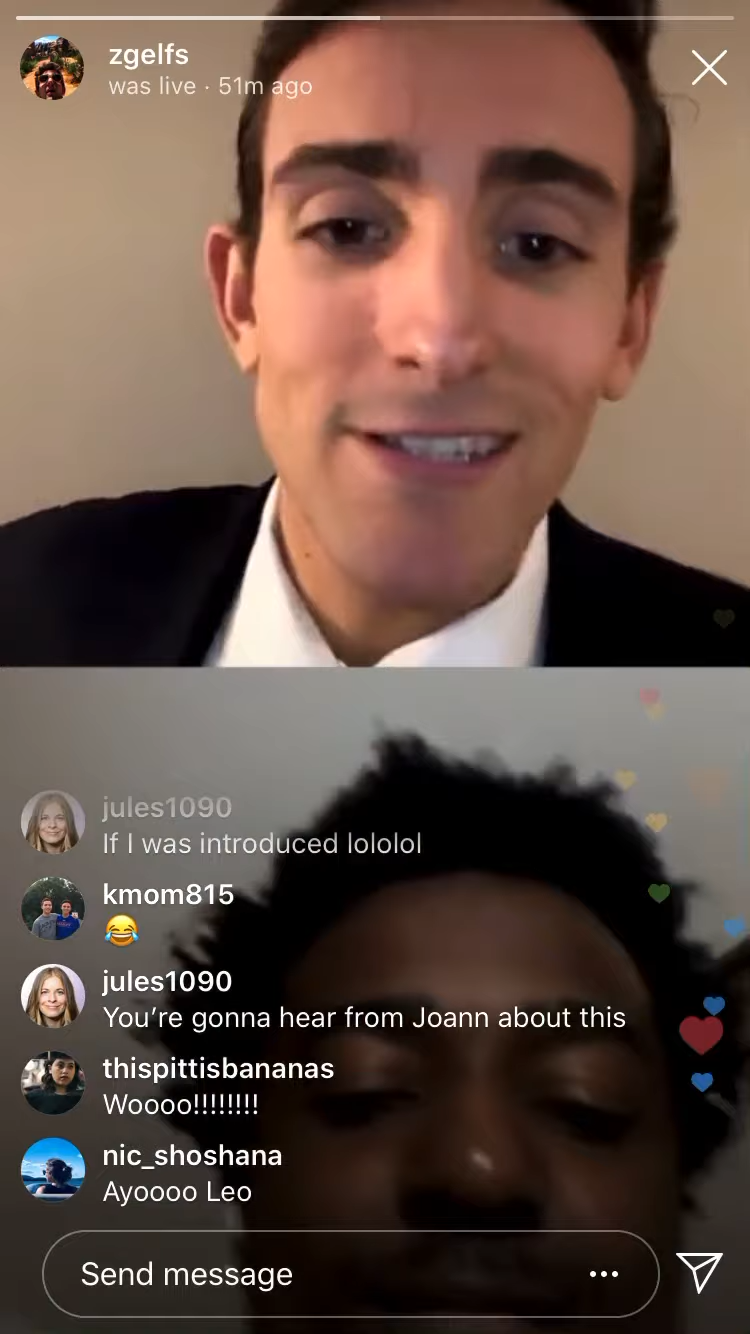 zgelfs
was live · 51m ago
jules1090
If I was introduced lololol
kmom815
😂
jules1090
You’re gonna hear from Joann about this
thispittisbananas
Woooo!!!!!!!!
nic_shoshana
Ayoooo Leo
Send message